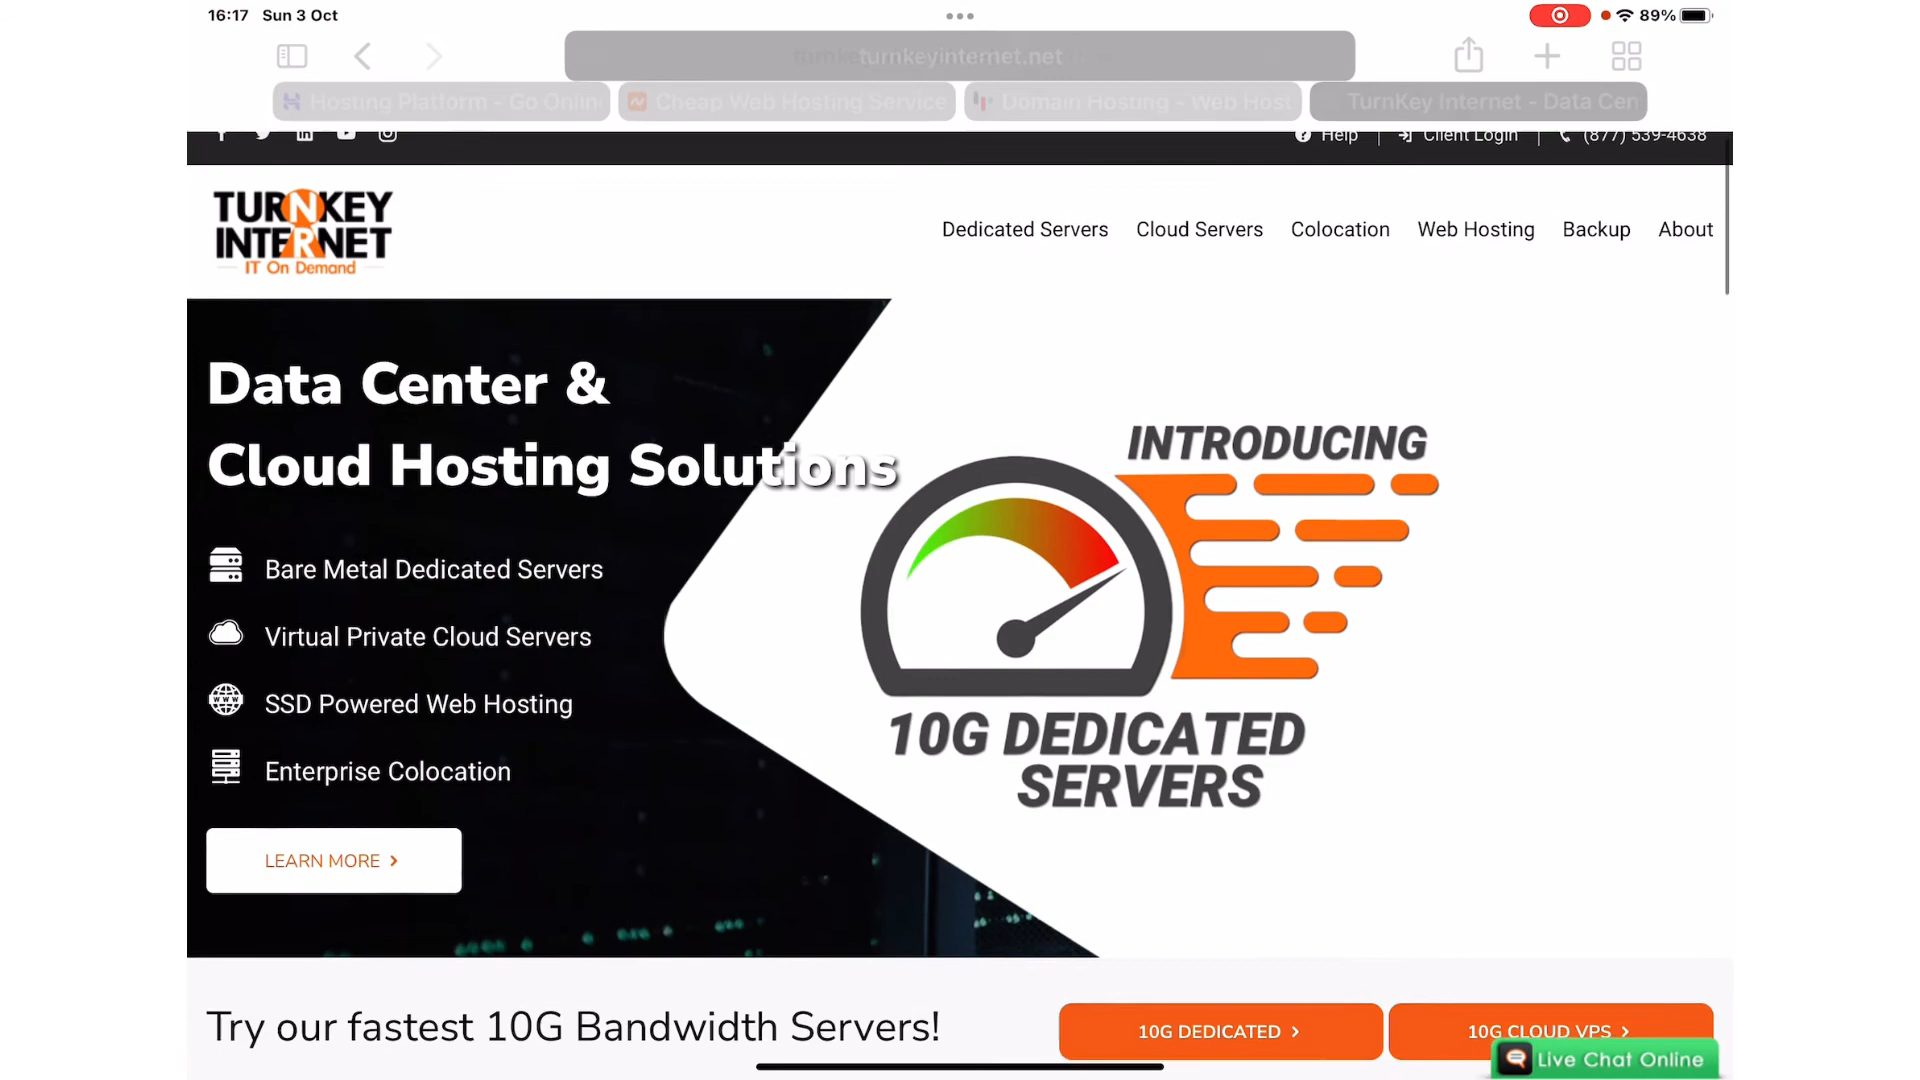 16:17 Sun 3 Oct
89%
turnkeyinternet.net
Hosting Platform - Go Onlin
Cheap Web Hosting Service
Domain Hosting - Web Host
TurnKey Internet - Data Cen
Help
Client Login
(877) 539-4638
TURNKEY
INTERNET
IT On Demand
Dedicated Servers
Cloud Servers
Colocation
Web Hosting
Backup
About
Data Center &
Cloud Hosting Solutions
Bare Metal Dedicated Servers
Virtual Private Cloud Servers
SSD Powered Web Hosting
Enterprise Colocation
LEARN MORE >
INTRODUCING
10G DEDICATED
SERVERS
Try our fastest 10G Bandwidth Servers!
10G DEDICATED >
10G CLOUD VPS >
Live Chat Online